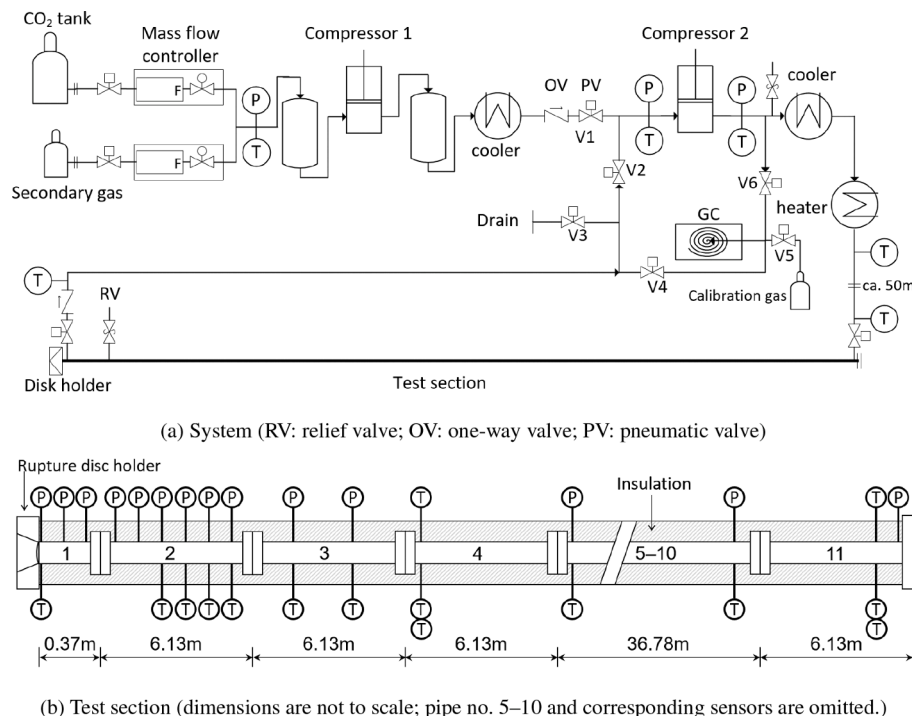 CO₂ tank
Mass flow
controller
Compressor 1
Compressor 2
cooler
F
P
T
OV PV
P
T
P
T
V1
cooler
F
V2
Secondary gas
V6
heater
Drain
V3
GC
V5
T
T
RV
V4
Calibration gas
ca. 50m
T
Disk holder
Test section
(a) System (RV: relief valve; OV: one-way valve; PV: pneumatic valve)
Rupture disc holder
Insulation
P P P P P P P P P P P T P P T P
1 2 3 4 5–10 11
T T T T T T T T T T T T
T T
0.37m 6.13m 6.13m 6.13m 36.78m 6.13m
(b) Test section (dimensions are not to scale; pipe no. 5–10 and corresponding sensors are omitted.)